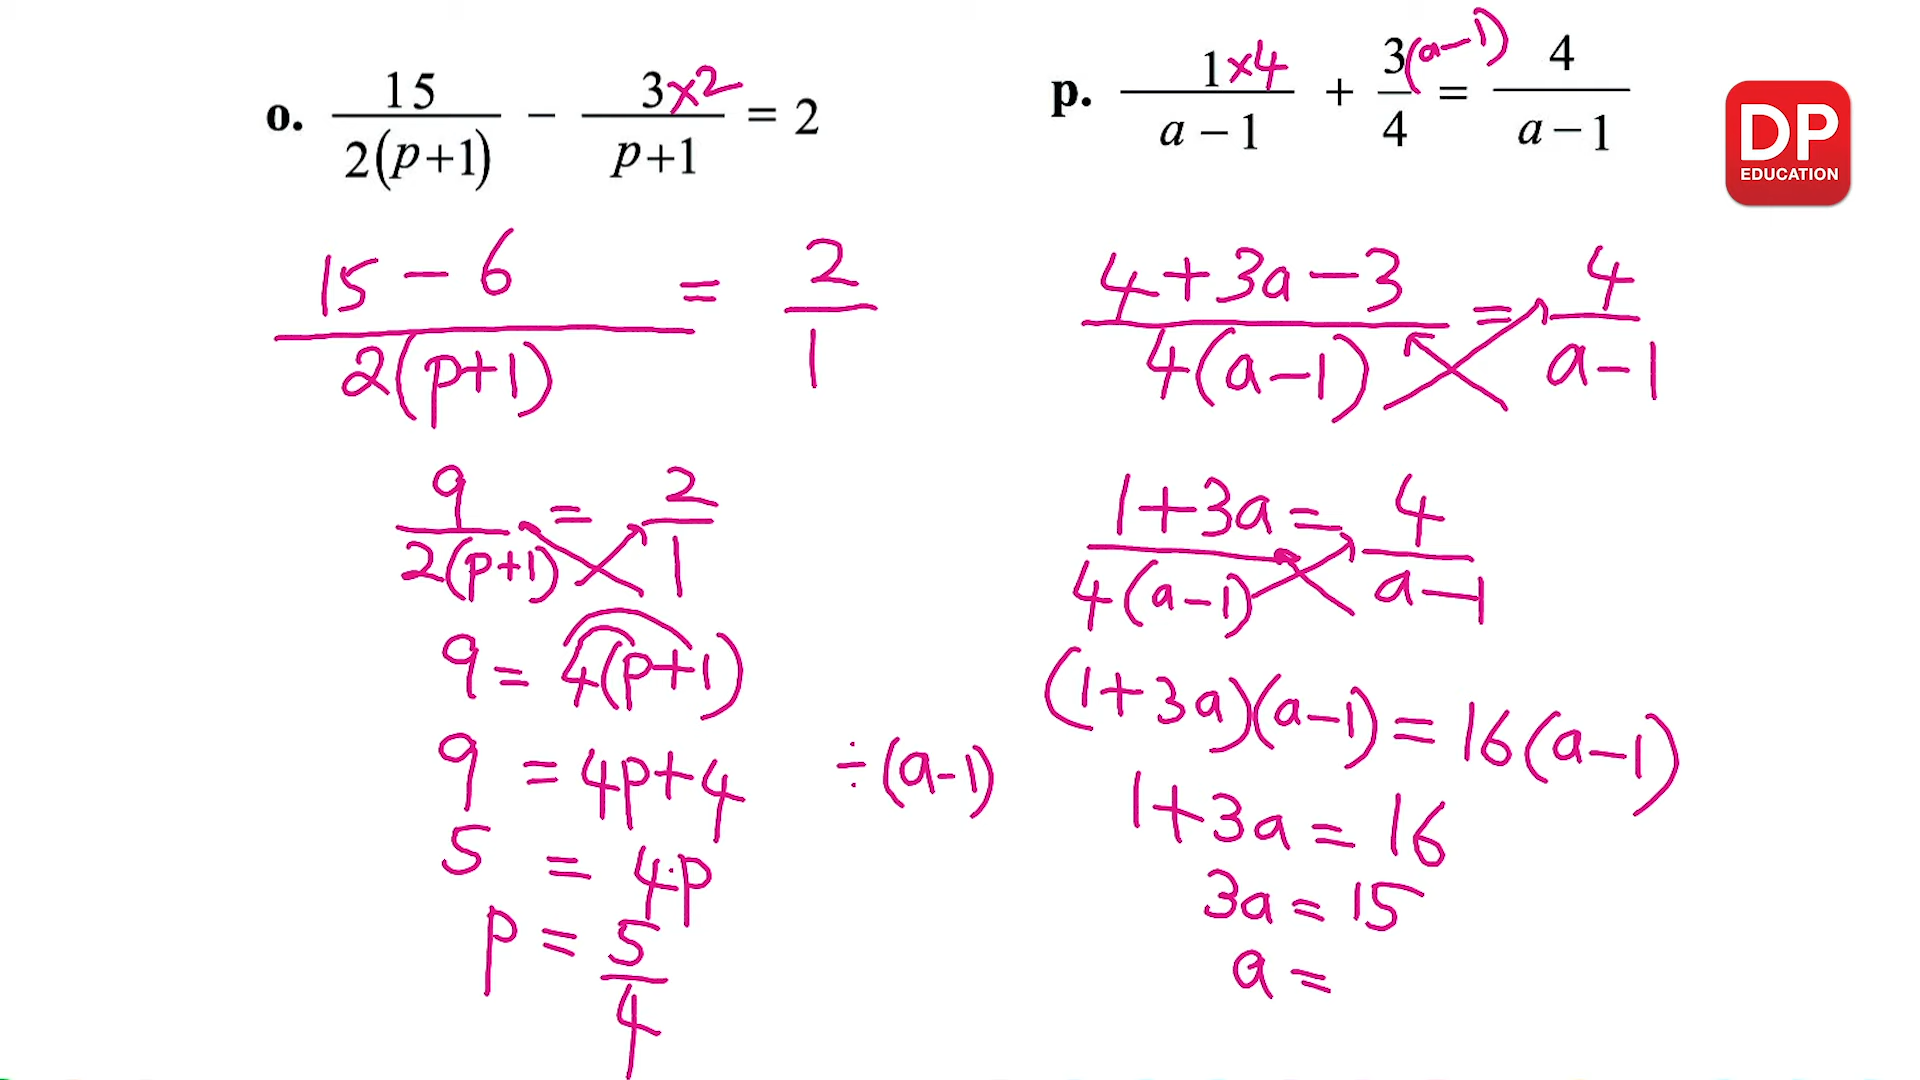 o. 15/2(p+1) − 3×2/p+1 = 2
15 − 6/2(p+1) = 2/1
9/2(p+1) = 2/1
9 = 4(p+1)
9 = 4p+4
5 = 4p
p = 5/4
p. 1×4/a−1 + 3(a−1)/4 = 4/a−1
4+3a−3/4(a−1) = 4/a−1
1+3a/4(a−1) = 4/a−1
(1+3a)(a−1) = 16(a−1)
÷(a-1)
1+3a = 16
3a = 15
a =
DP
EDUCATION